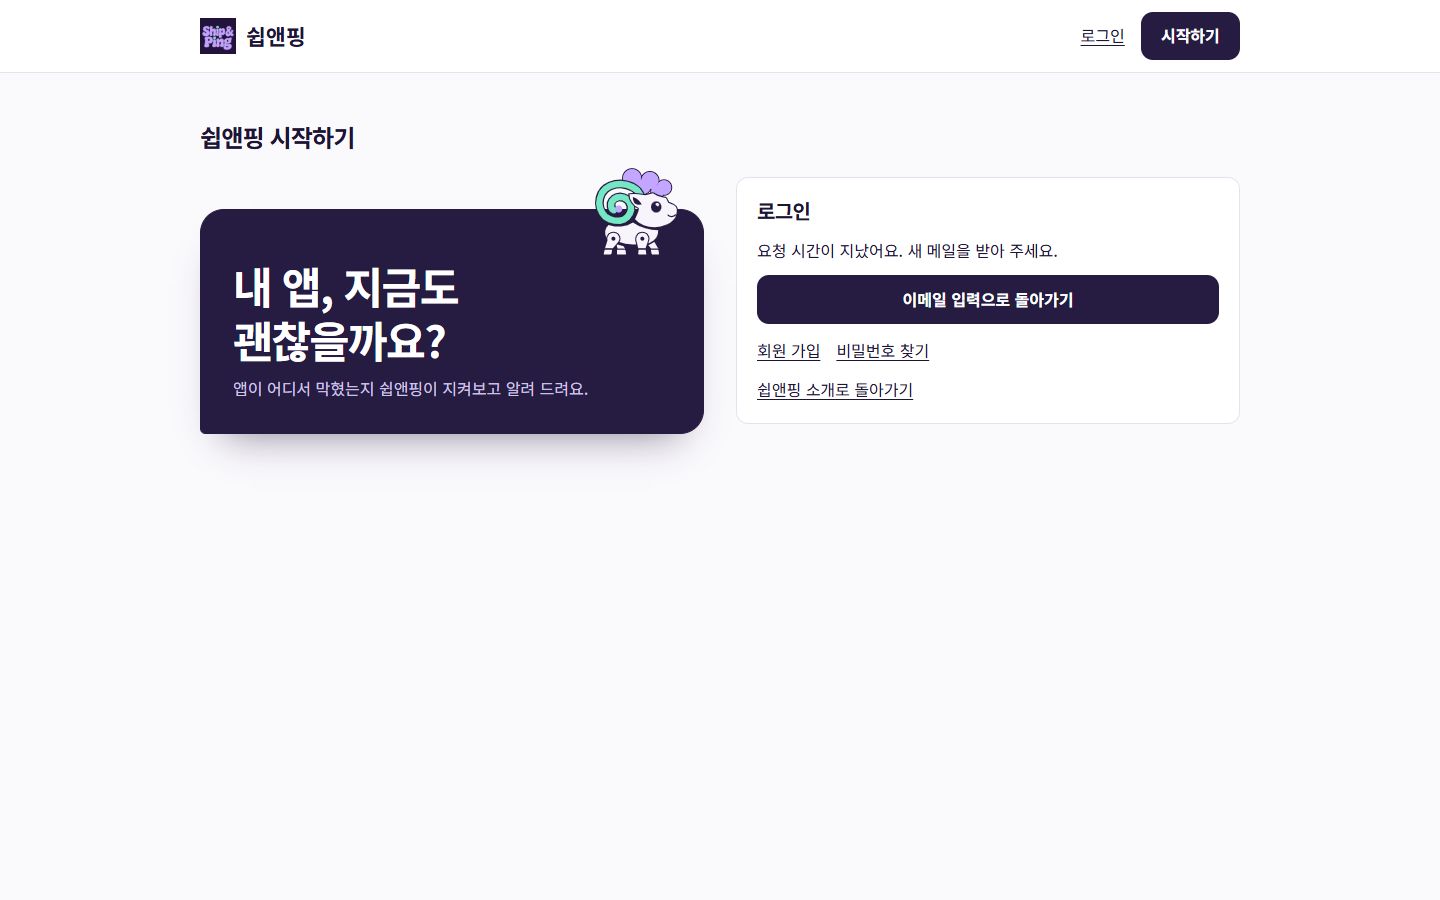 Ship&
Ping
쉽앤핑
로그인
시작하기
쉽앤핑 시작하기
내 앱, 지금도
괜찮을까요?
앱이 어디서 막혔는지 쉽앤핑이 지켜보고 알려 드려요.
로그인
요청 시간이 지났어요. 새 메일을 받아 주세요.
이메일 입력으로 돌아가기
회원 가입 비밀번호 찾기
쉽앤핑 소개로 돌아가기